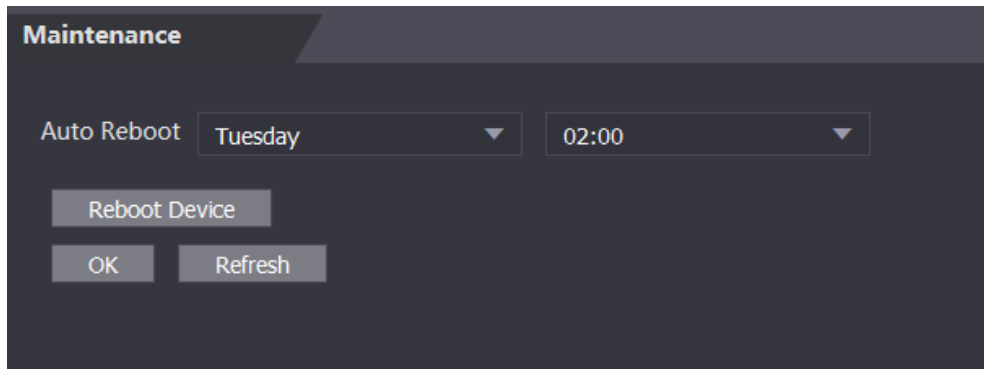 Maintenance
Auto Reboot Tuesday 02:00
Reboot Device
OK Refresh